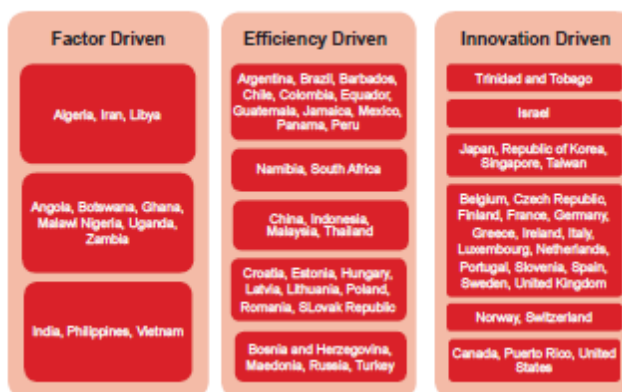 Factor Driven
Algeria, Iran, Libya
Angola, Botswana, Ghana,
Malawi Nigeria, Uganda,
Zambia
India, Philippines, Vietnam
Efficiency Driven
Argentina, Brazil, Barbados,
Chile, Colombia, Equador,
Guatemala, Jamaica, Mexico,
Panama, Peru
Namibia, South Africa
China, Indonesia,
Malaysia, Thailand
Croatia, Estonia, Hungary,
Latvia, Lithuania, Poland,
Romania, SLovak Republic
Bosnia and Herzegovina,
Maedonia, Russia, Turkey
Innovation Driven
Trinidad and Tobago
Israel
Japan, Republic of Korea,
Singapore, Taiwan
Belgium, Czech Republic,
Finland, France, Germany,
Greece, Ireland, Italy,
Luxembourg, Netherlands,
Portugal, Slovenia, Spain,
Sweden, United Kingdom
Norway, Switzerland
Canada, Puerto Rico, United
States